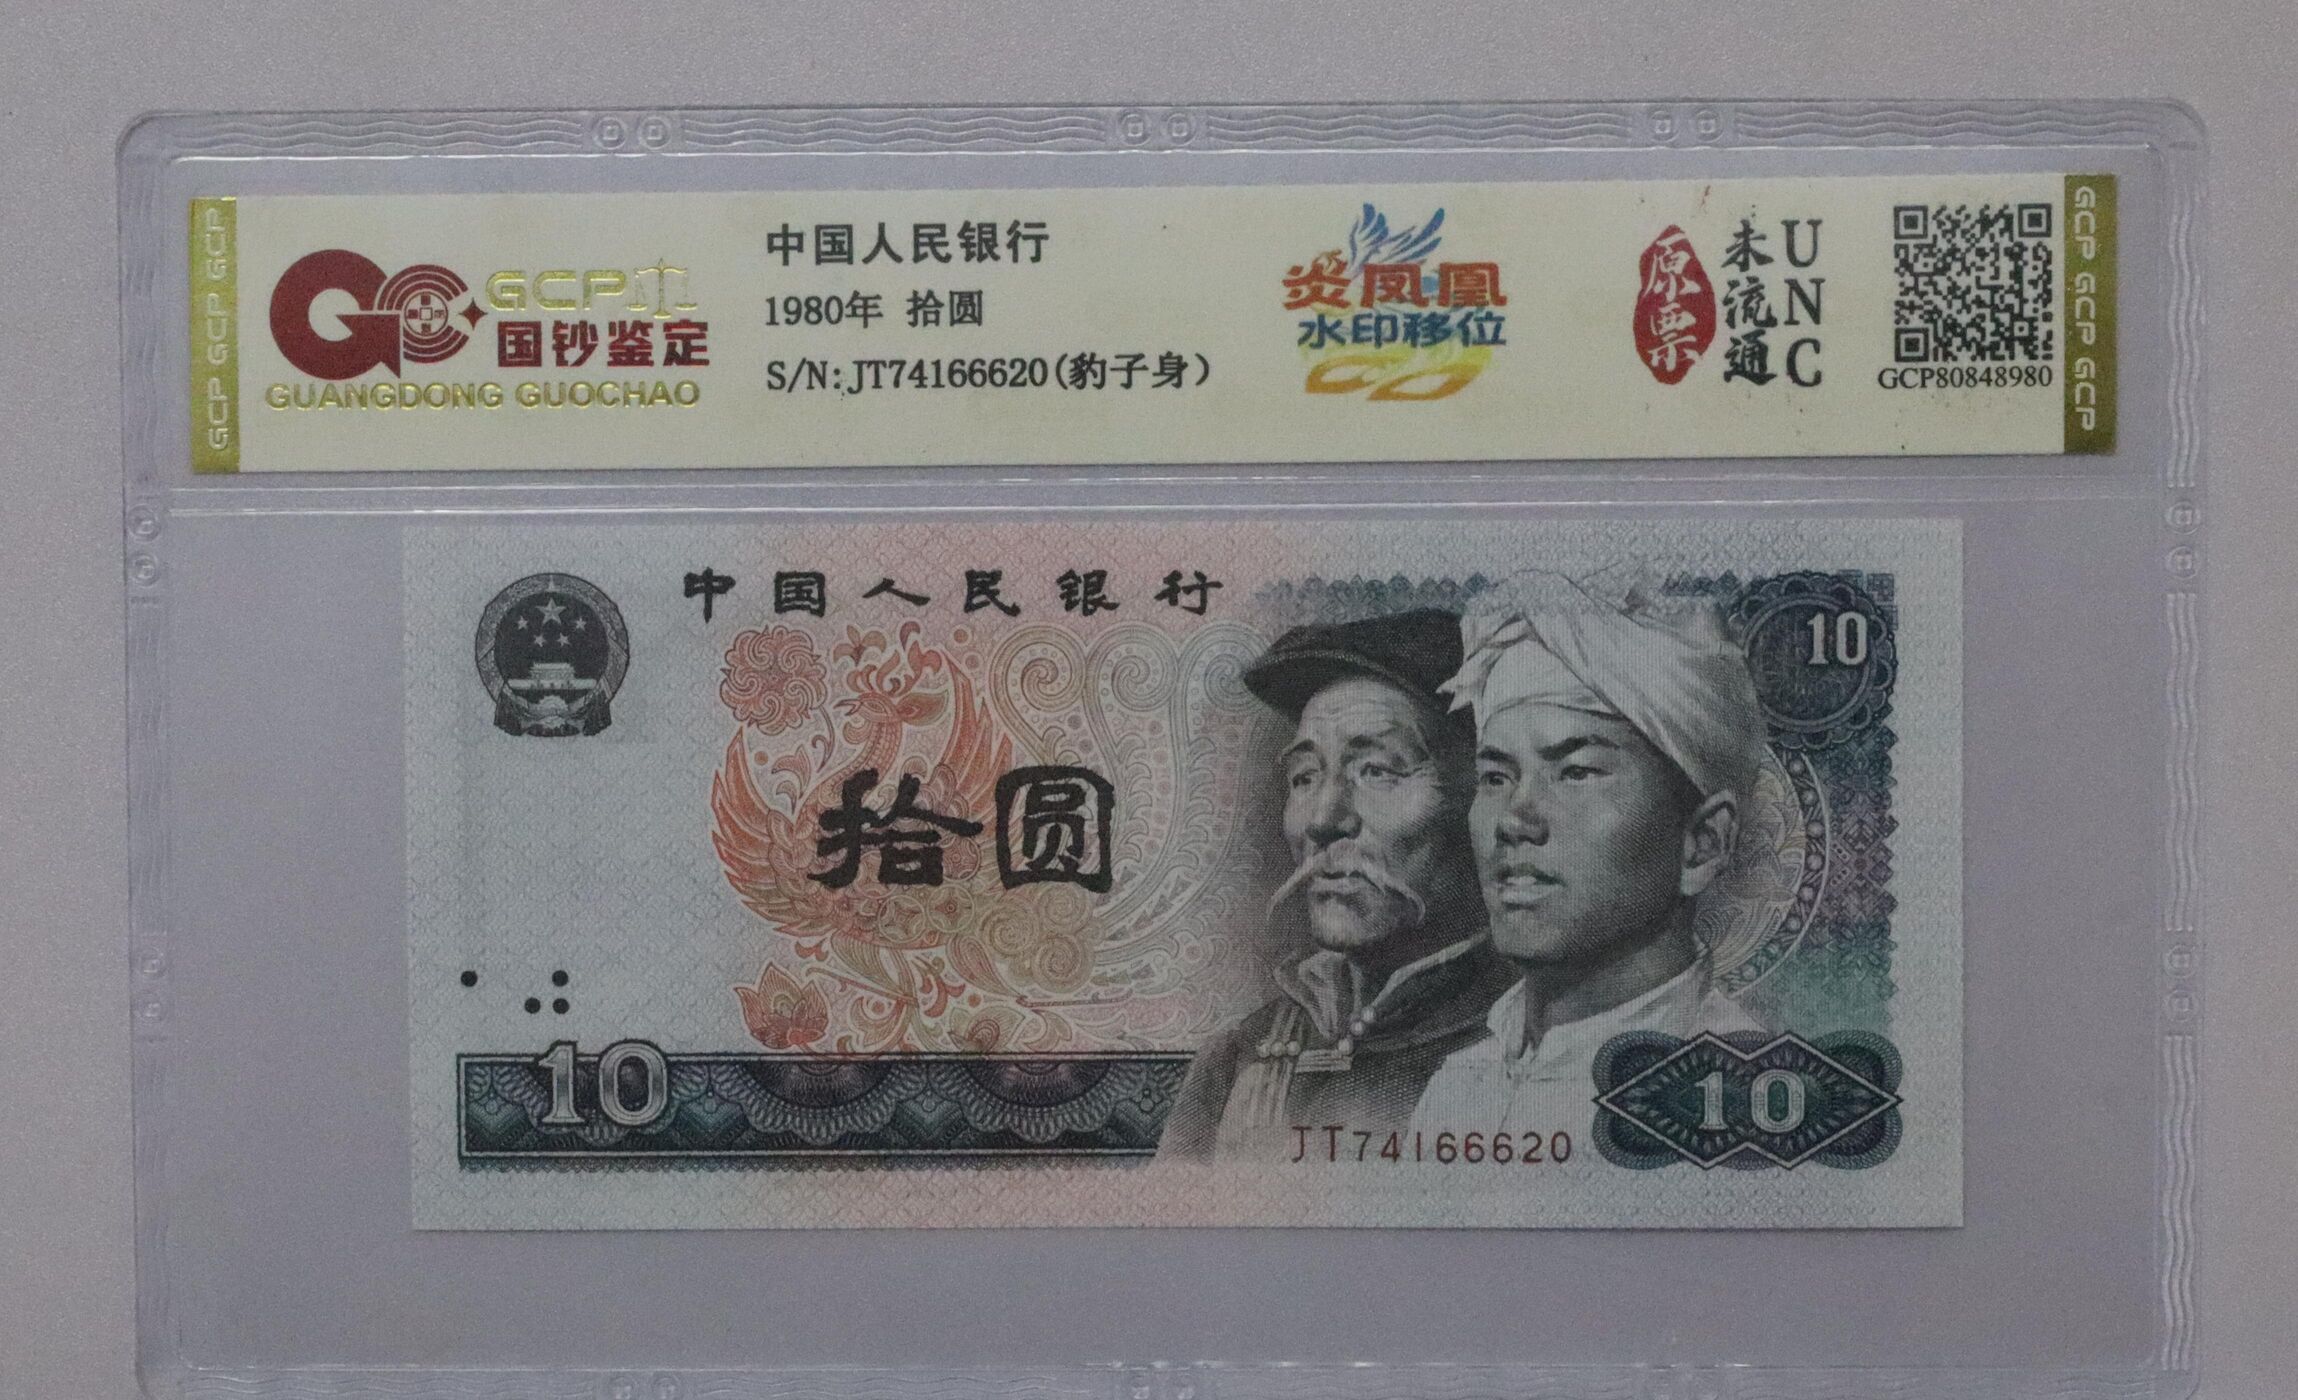 GCP GCP GCP
GCP
国钞鉴定
GUANGDONG GUOCHAO
中国人民银行
1980年 拾圆
S/N:JT74166620(豹子身)
炎凤凰
水印移位
原票
未流通
UNC
GCP80848980
GCP GCP GCP
中国人民银行
10
拾圆
10
10
JT74166620